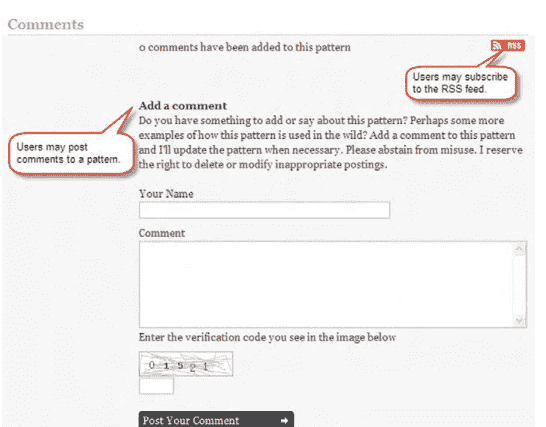 Comments
0 comments have been added to this pattern
RSS
Users may subscribe
to the RSS feed.
Add a comment
Do you have something to add or say about this pattern? Perhaps some more
examples of how this pattern is used in the wild? Add a comment to this pattern
and I'll update the pattern when necessary. Please abstain from misuse. I reserve
the right to delete or modify inappropriate postings.
Users may post
comments to a pattern.
Your Name
Comment
Enter the verification code you see in the image below
01521
Post Your Comment